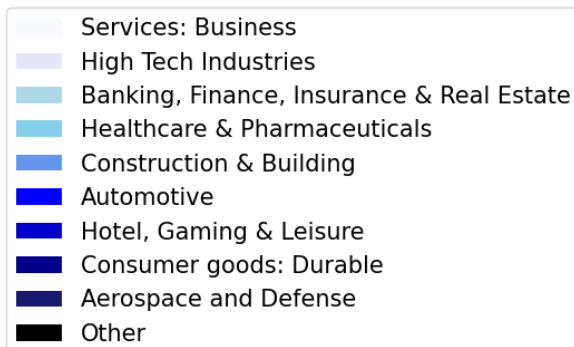 Services: Business
High Tech Industries
Banking, Finance, Insurance & Real Estate
Healthcare & Pharmaceuticals
Construction & Building
Automotive
Hotel, Gaming & Leisure
Consumer goods: Durable
Aerospace and Defense
Other